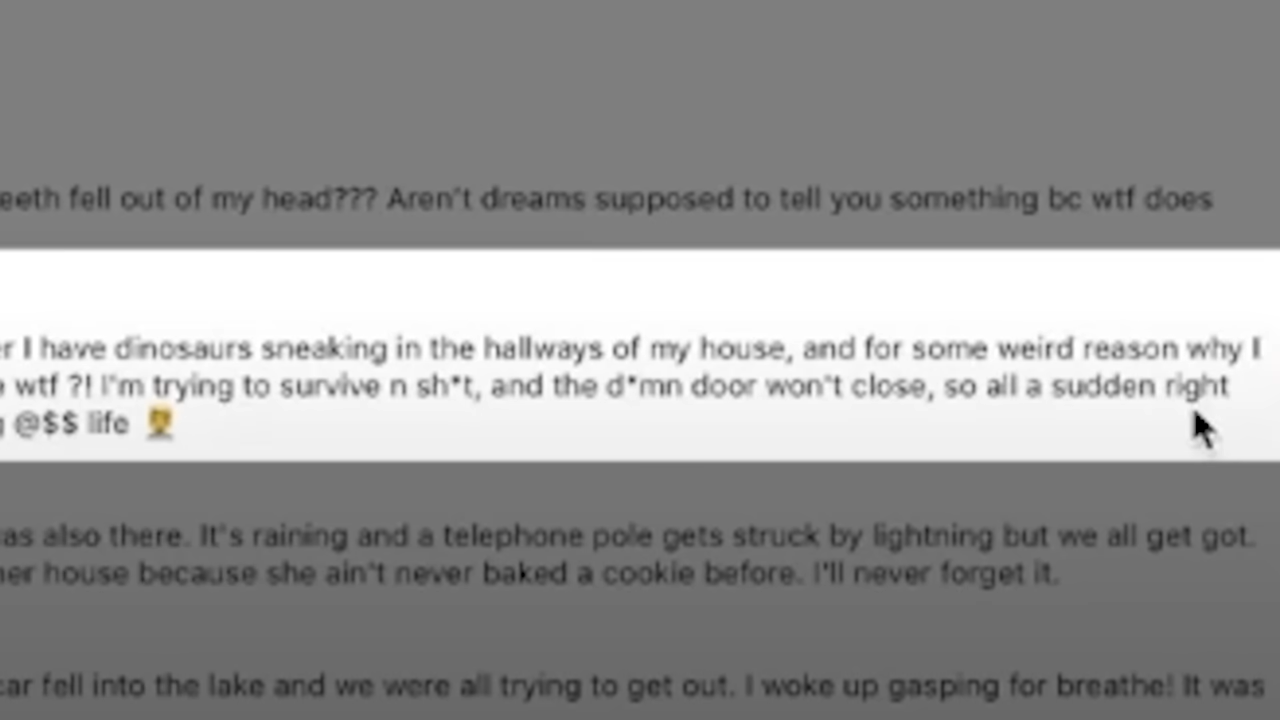 eeth fell out of my head??? Aren't dreams supposed to tell you something bc wtf does
r I have dinosaurs sneaking in the hallways of my house, and for some weird reason why I
wtf ?! I'm trying to survive n sh*t, and the d*mn door won't close, so all a sudden right
@$$ life 🤦‍♂️
as also there. It's raining and a telephone pole gets struck by lightning but we all get got.
her house because she ain't never baked a cookie before. I'll never forget it.
car fell into the lake and we were all trying to get out. I woke up gasping for breathe! It was